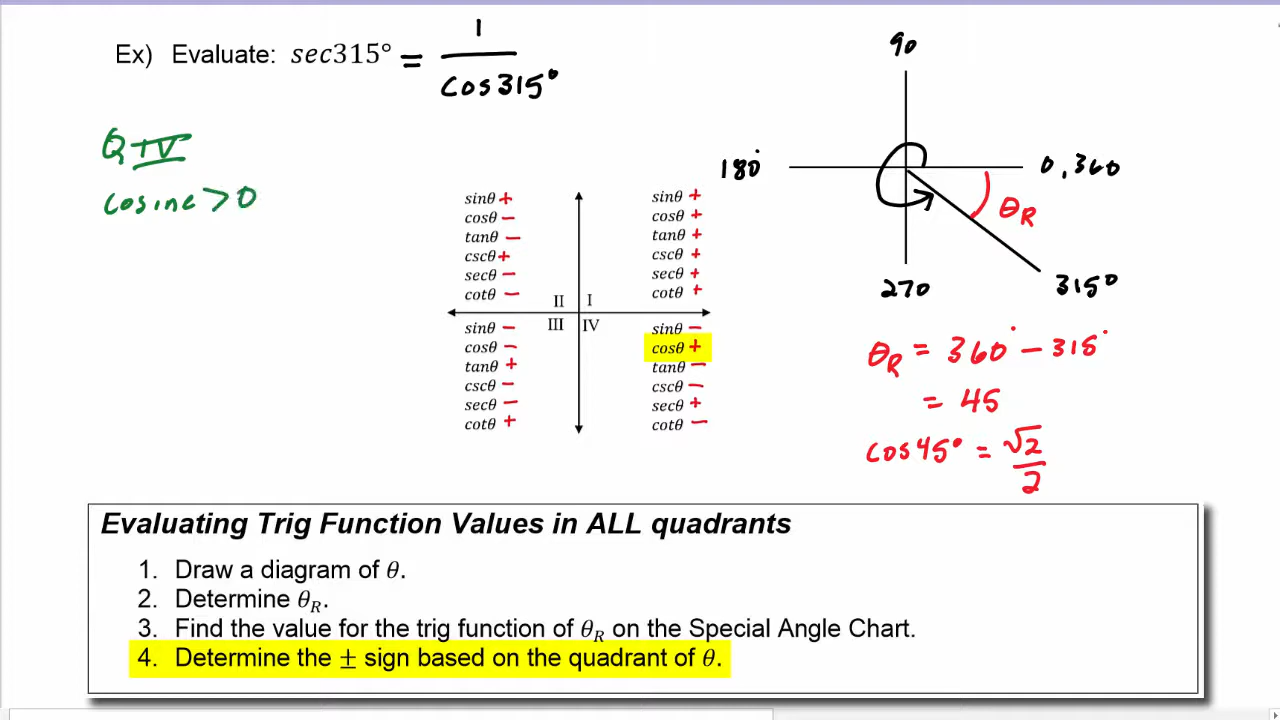 Ex) Evaluate: sec315° = 1/cos315°
QIV
cosine > 0
90
180°
0, 360
θR
270
315°
sinθ +
cosθ −
tanθ −
cscθ +
secθ −
cotθ −
sinθ +
cosθ +
tanθ +
cscθ +
secθ +
cotθ +
II I
III IV
sinθ −
cosθ −
tanθ +
cscθ −
secθ −
cotθ +
sinθ −
cosθ +
tanθ −
cscθ −
secθ +
cotθ −
θR = 360° − 315°
= 45
cos45° = √2/2
Evaluating Trig Function Values in ALL quadrants
1. Draw a diagram of θ.
2. Determine θR.
3. Find the value for the trig function of θR on the Special Angle Chart.
4. Determine the ± sign based on the quadrant of θ.